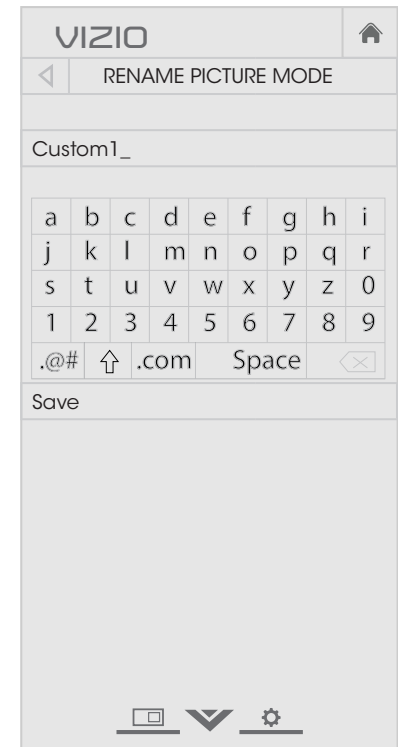 VIZIO
RENAME PICTURE MODE
Custom1_
a b c d e f g h i
j k l m n o p q r
s t u v w x y z 0
1 2 3 4 5 6 7 8 9
.@# .com Space
Save